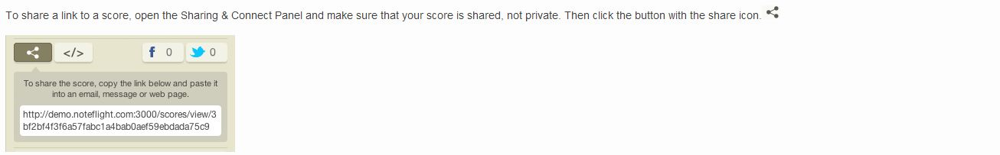 To share a link to a score, open the Sharing & Connect Panel and make sure that your score is shared, not private. Then click the button with the share icon.
</> f 0 0
To share the score, copy the link below and paste it
into an email, message or web page.
http://demo.noteflight.com:3000/scores/view/3
bf2bf4f3f6a57fabc1a4bab0aef59ebdada75c9